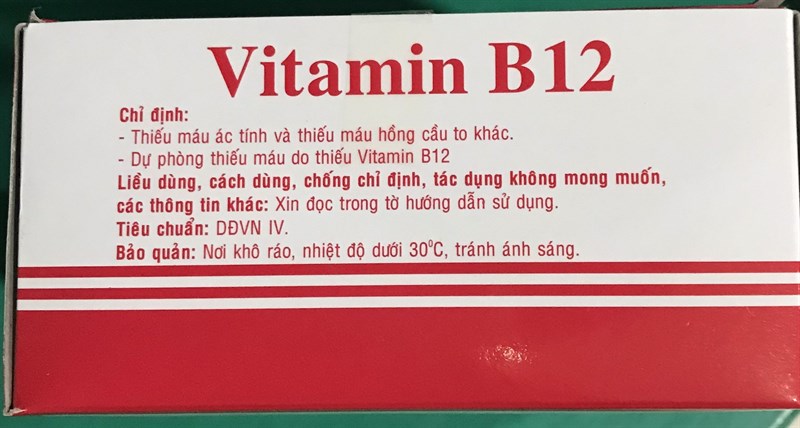 Vitamin B12
Chỉ định:
- Thiếu máu ác tính và thiếu máu hồng cầu to khác.
- Dự phòng thiếu máu do thiếu Vitamin B12
Liều dùng, cách dùng, chống chỉ định, tác dụng không mong muốn,
các thông tin khác: Xin đọc trong tờ hướng dẫn sử dụng.
Tiêu chuẩn: DĐVN IV.
Bảo quản: Nơi khô ráo, nhiệt độ dưới 30⁰C, tránh ánh sáng.